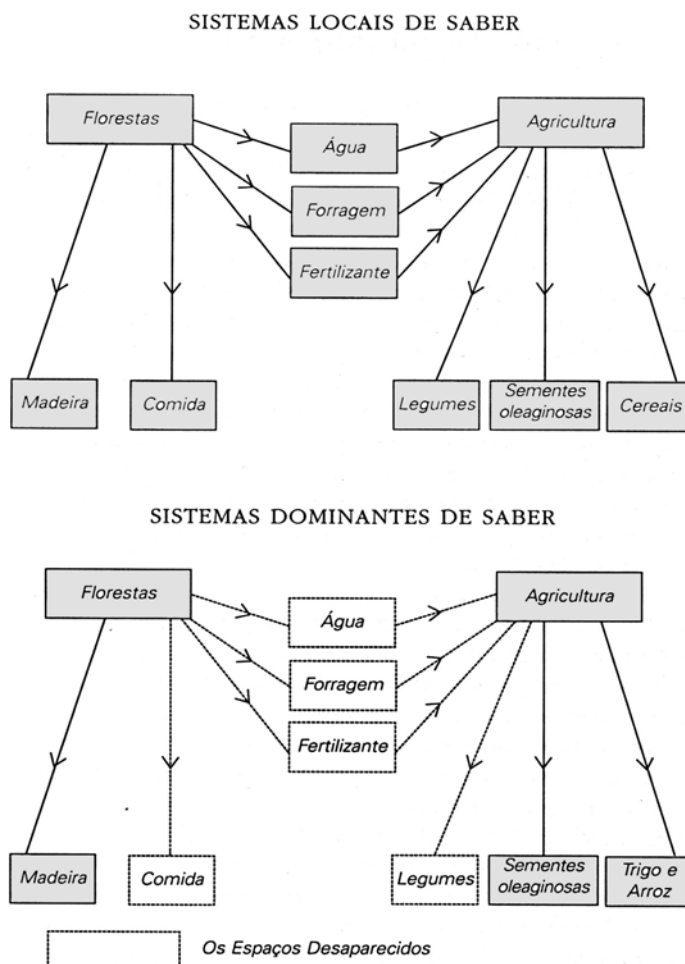 SISTEMAS LOCAIS DE SABER
Florestas
Água
Agricultura
Forragem
Fertilizante
Madeira
Comida
Legumes
Sementes
oleaginosas
Cereais
SISTEMAS DOMINANTES DE SABER
Florestas
Água
Agricultura
Forragem
Fertilizante
Madeira
Comida
Legumes
Sementes
oleaginosas
Trigo e
Arroz
Os Espaços Desaparecidos